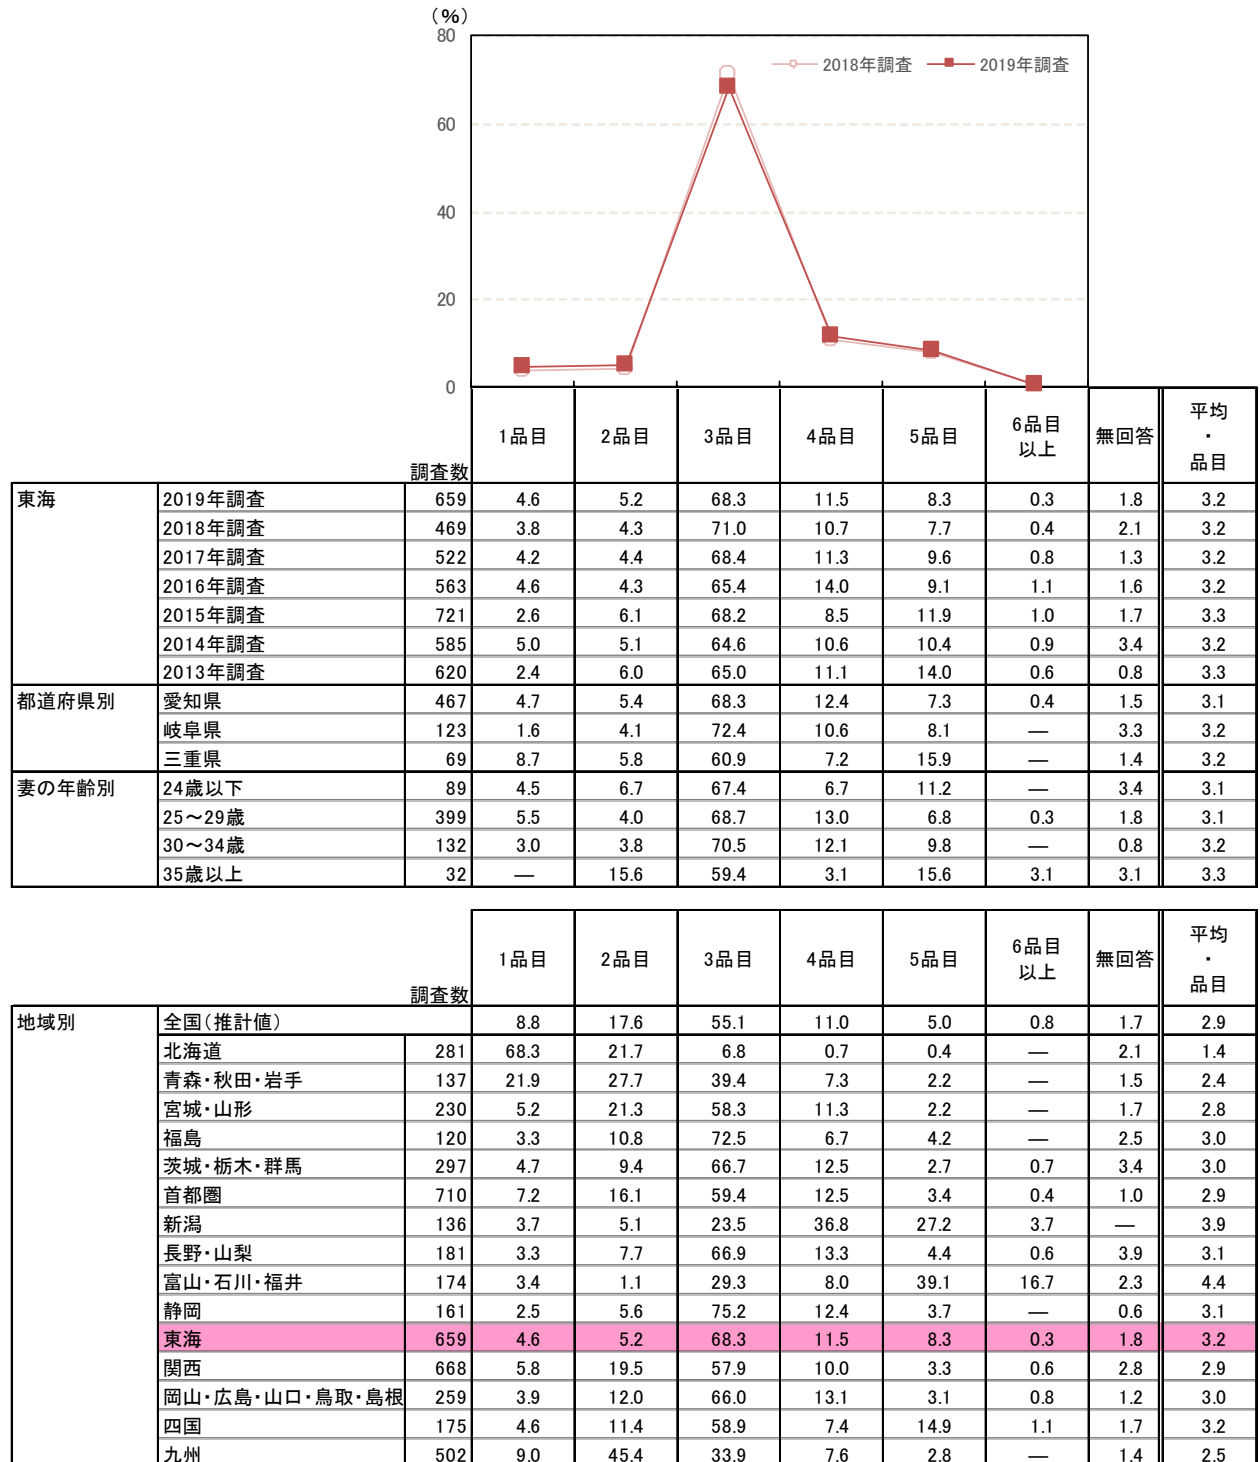 (%)
80
60
40
20
0
2018年調査 2019年調査
調査数 1品目 2品目 3品目 4品目 5品目 6品目以上 無回答 平均・品目
東海 2019年調査 659 4.6 5.2 68.3 11.5 8.3 0.3 1.8 3.2
2018年調査 469 3.8 4.3 71.0 10.7 7.7 0.4 2.1 3.2
2017年調査 522 4.2 4.4 68.4 11.3 9.6 0.8 1.3 3.2
2016年調査 563 4.6 4.3 65.4 14.0 9.1 1.1 1.6 3.2
2015年調査 721 2.6 6.1 68.2 8.5 11.9 1.0 1.7 3.3
2014年調査 585 5.0 5.1 64.6 10.6 10.4 0.9 3.4 3.2
2013年調査 620 2.4 6.0 65.0 11.1 14.0 0.6 0.8 3.3
都道府県別 愛知県 467 4.7 5.4 68.3 12.4 7.3 0.4 1.5 3.1
岐阜県 123 1.6 4.1 72.4 10.6 8.1 ― 3.3 3.2
三重県 69 8.7 5.8 60.9 7.2 15.9 ― 1.4 3.2
妻の年齢別 24歳以下 89 4.5 6.7 67.4 6.7 11.2 ― 3.4 3.1
25～29歳 399 5.5 4.0 68.7 13.0 6.8 0.3 1.8 3.1
30～34歳 132 3.0 3.8 70.5 12.1 9.8 ― 0.8 3.2
35歳以上 32 ― 15.6 59.4 3.1 15.6 3.1 3.1 3.3
調査数 1品目 2品目 3品目 4品目 5品目 6品目以上 無回答 平均・品目
地域別 全国(推計値) 8.8 17.6 55.1 11.0 5.0 0.8 1.7 2.9
北海道 281 68.3 21.7 6.8 0.7 0.4 ― 2.1 1.4
青森・秋田・岩手 137 21.9 27.7 39.4 7.3 2.2 ― 1.5 2.4
宮城・山形 230 5.2 21.3 58.3 11.3 2.2 ― 1.7 2.8
福島 120 3.3 10.8 72.5 6.7 4.2 ― 2.5 3.0
茨城・栃木・群馬 297 4.7 9.4 66.7 12.5 2.7 0.7 3.4 3.0
首都圏 710 7.2 16.1 59.4 12.5 3.4 0.4 1.0 2.9
新潟 136 3.7 5.1 23.5 36.8 27.2 3.7 ― 3.9
長野・山梨 181 3.3 7.7 66.9 13.3 4.4 0.6 3.9 3.1
富山・石川・福井 174 3.4 1.1 29.3 8.0 39.1 16.7 2.3 4.4
静岡 161 2.5 5.6 75.2 12.4 3.7 ― 0.6 3.1
東海 659 4.6 5.2 68.3 11.5 8.3 0.3 1.8 3.2
関西 668 5.8 19.5 57.9 10.0 3.3 0.6 2.8 2.9
岡山・広島・山口・鳥取・島根 259 3.9 12.0 66.0 13.1 3.1 0.8 1.2 3.0
四国 175 4.6 11.4 58.9 7.4 14.9 1.1 1.7 3.2
九州 502 9.0 45.4 33.9 7.6 2.8 ― 1.4 2.5